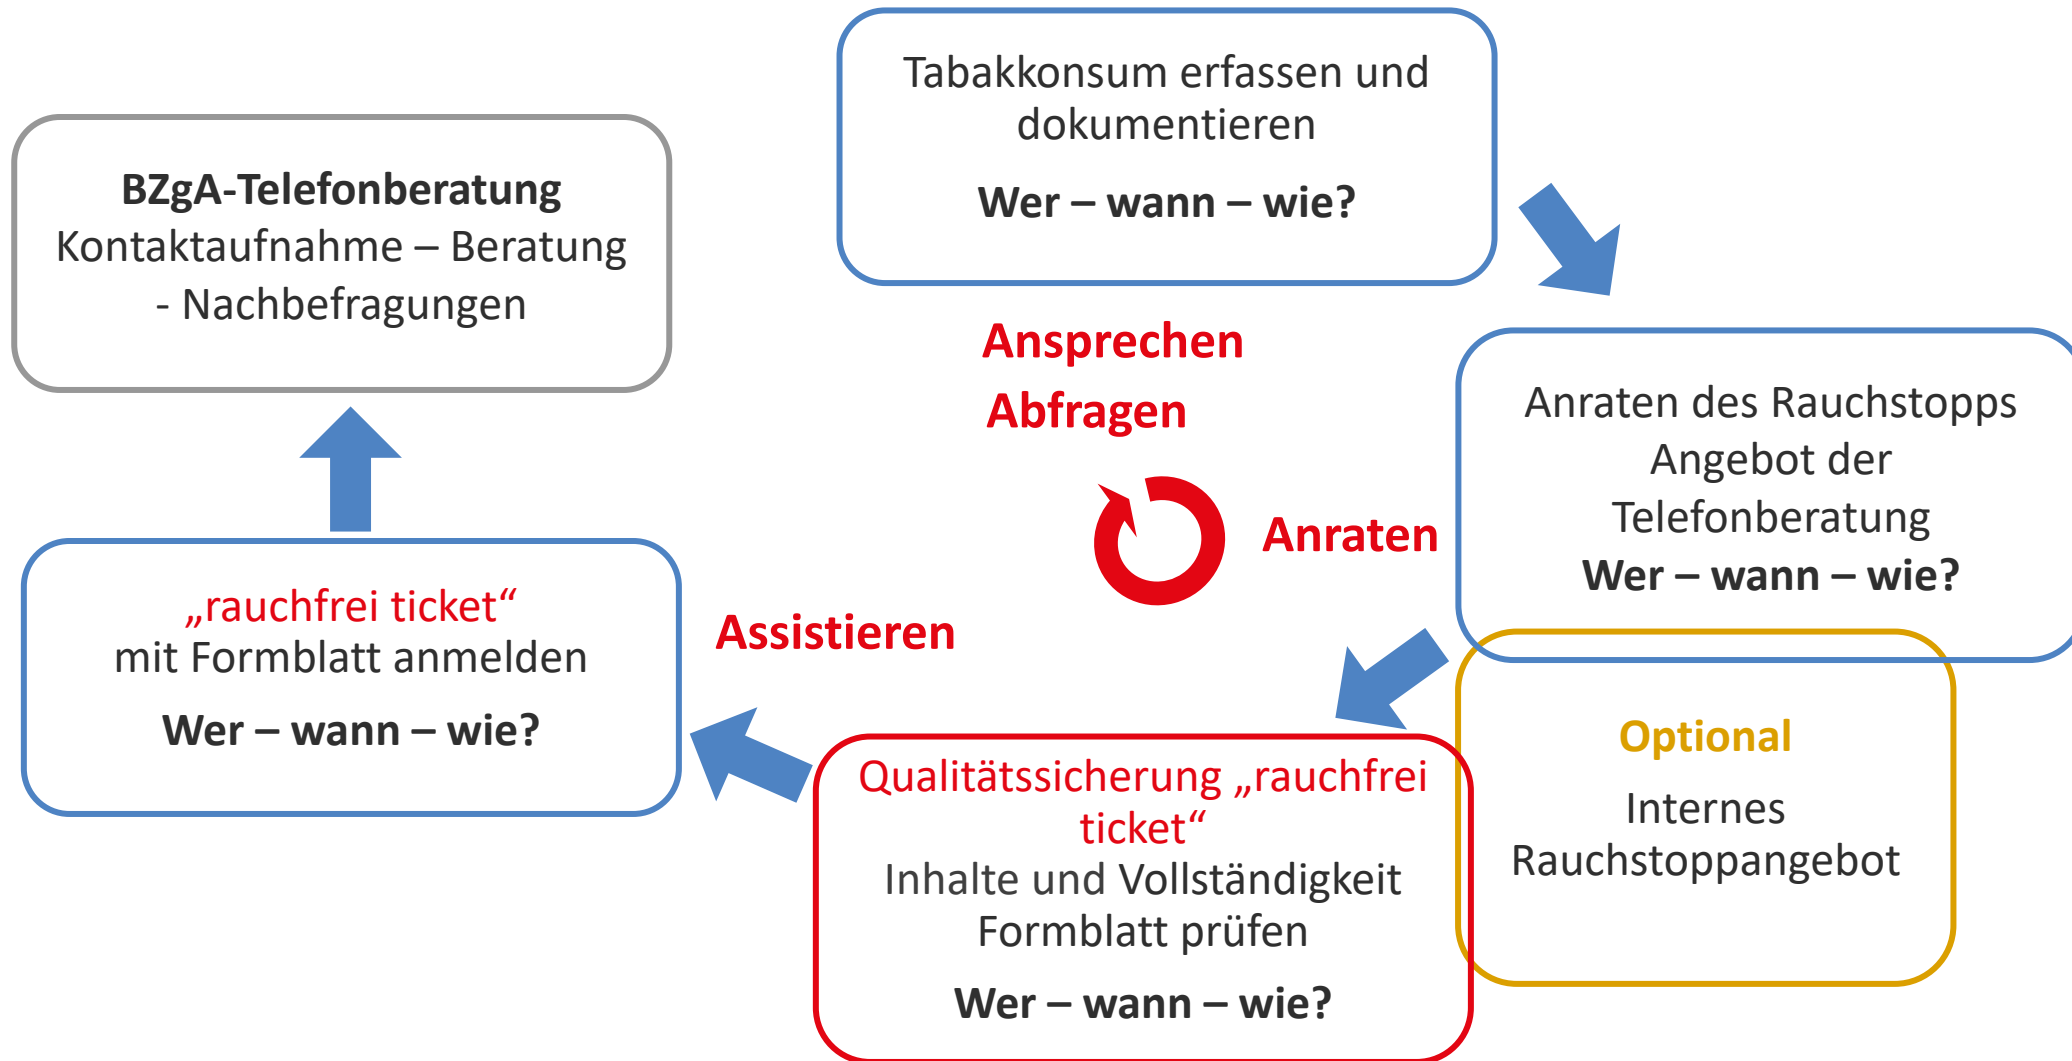 Tabakkonsum erfassen und
dokumentieren
Wer – wann – wie?
BZgA-Telefonberatung
Kontaktaufnahme – Beratung
- Nachbefragungen
Ansprechen
Abfragen
Anraten des Rauchstopps
Angebot der
Telefonberatung
Wer – wann – wie?
Anraten
„rauchfrei ticket“
mit Formblatt anmelden
Wer – wann – wie?
Assistieren
Qualitätssicherung „rauchfrei
ticket“
Inhalte und Vollständigkeit
Formblatt prüfen
Wer – wann – wie?
Optional
Internes
Rauchstoppangebot